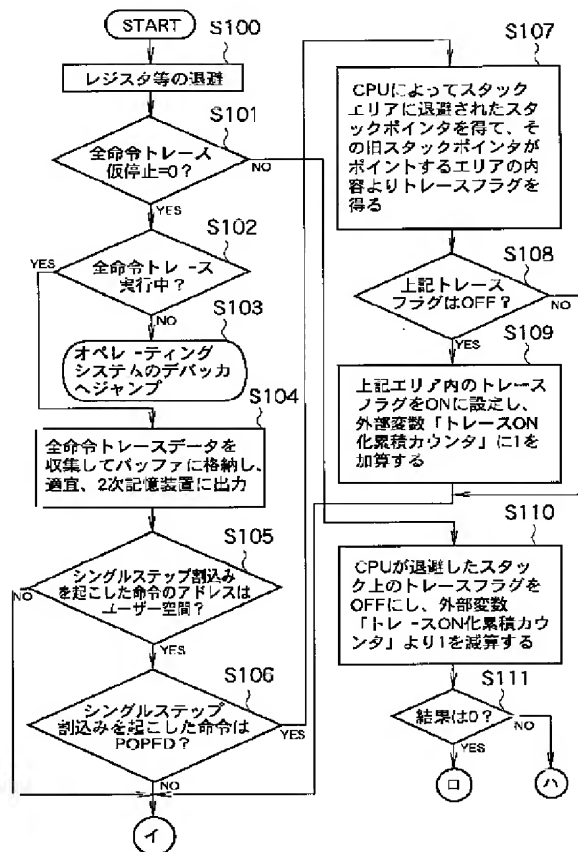 START
S100
レジスタ等の退避
S101
全命令トレース
仮停止=0?
NO
YES
S102
全命令トレース
実行中?
YES
NO
S103
オペレーティング
システムのデバッカ
へジャンプ
S104
全命令トレースデータを
収集してバッファに格納し、
適宜、2次記憶装置に出力
S105
シングルステップ割込み
を起こした命令のアドレスは
ユーザー空間?
NO
YES
S106
シングルステップ
割込みを起こした命令は
POPFD?
YES
NO
イ
S107
CPUによってスタック
エリアに退避されたスタ
ックポインタを得て、そ
の旧スタックポインタが
ポイントするエリアの内
容よりトレースフラグを
得る
S108
上記トレース
フラグはOFF?
NO
YES
S109
上記エリア内のトレース
フラグをONに設定し、
外部変数「トレースON
化累積カウンタ」に1を
加算する
S110
CPUが退避したスタッ
ク上のトレースフラグを
OFFにし、外部変数
「トレースON化累積カウ
ンタ」より1を減算する
S111
結果は0?
NO
YES
ロ
ハ